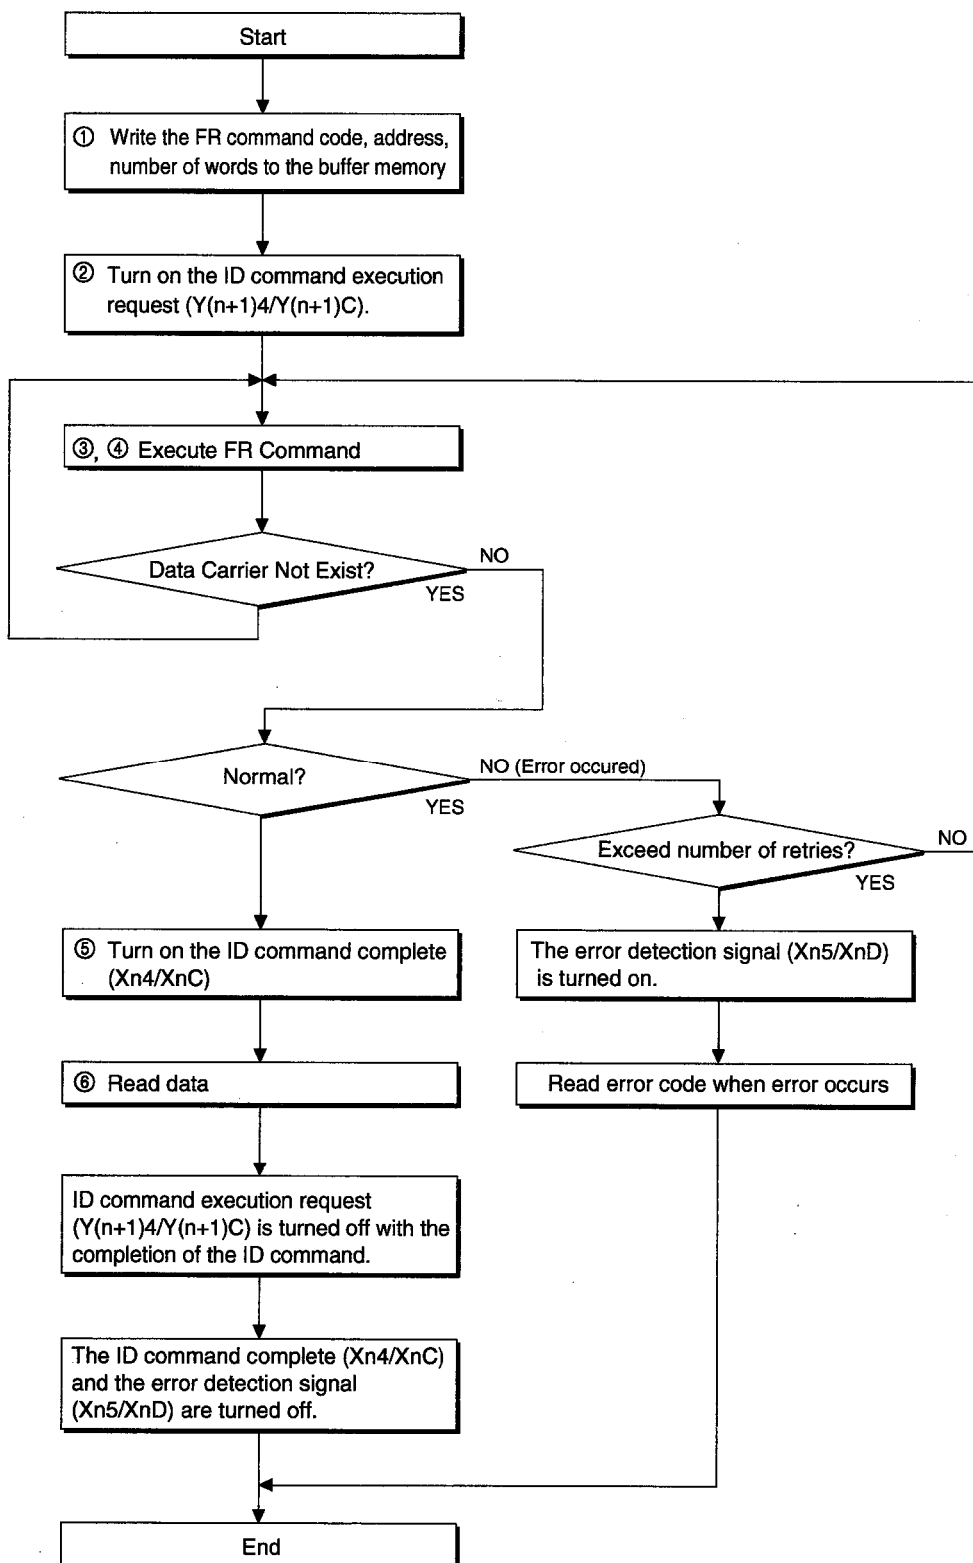 Start
① Write the FR command code, address,
number of words to the buffer memory
② Turn on the ID command execution
request (Y(n+1)4/Y(n+1)C).
③, ④ Execute FR Command
Data Carrier Not Exist?
NO
YES
Normal?
NO (Error occured)
YES
Exceed number of retries?
NO
YES
⑤ Turn on the ID command complete
(Xn4/XnC)
The error detection signal (Xn5/XnD)
is turned on.
⑥ Read data
Read error code when error occurs
ID command execution request
(Y(n+1)4/Y(n+1)C) is turned off with the
completion of the ID command.
The ID command complete (Xn4/XnC)
and the error detection signal
(Xn5/XnD) are turned off.
End